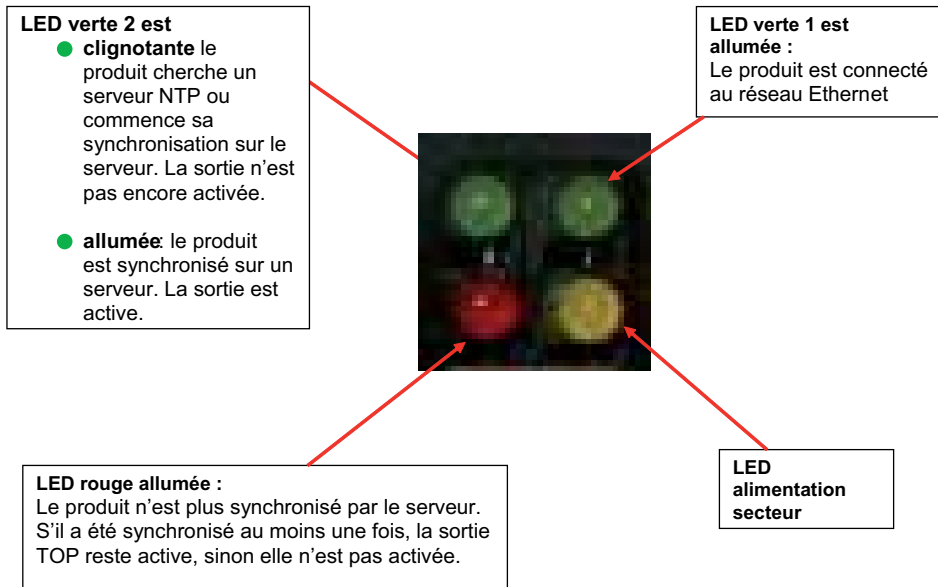 LED verte 2 est
clignotante le
produit cherche un
serveur NTP ou
commence sa
synchronisation sur le
serveur. La sortie n'est
pas encore activée.
allumée: le produit
est synchronisé sur un
serveur. La sortie est
active.
LED verte 1 est
allumée :
Le produit est connecté
au réseau Ethernet
LED rouge allumée :
Le produit n'est plus synchronisé par le serveur.
S'il a été synchronisé au moins une fois, la sortie
TOP reste active, sinon elle n'est pas activée.
LED
alimentation
secteur